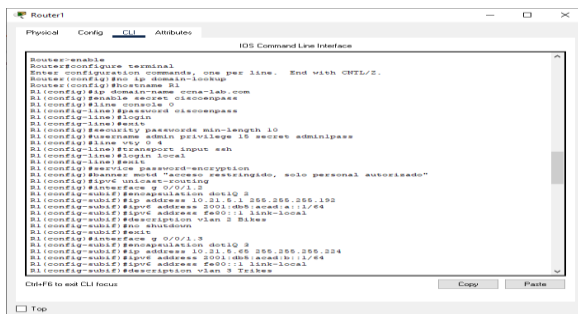 Router1
Physical Config CLI Attributes
IOS Command Line Interface
Router>enable
Router#configure terminal
Enter configuration commands, one per line. End with CNTL/Z.
Router(config)#no ip domain-lookup
Router(config)#hostname R1
R1(config)#ip domain-name ccna-lab.com
R1(config)#enable secret ciscoenpass
R1(config)#line console 0
R1(config-line)#password ciscoenpass
R1(config-line)#login
R1(config-line)#exit
R1(config)#security passwords min-length 10
R1(config)#username admin privilege 15 secret admin1pass
R1(config)#line vty 0 4
R1(config-line)#transport input ssh
R1(config-line)#login local
R1(config-line)#exit
R1(config)#service password-encryption
R1(config)#banner motd "acceso restringido, solo personal autorizado"
R1(config)#ipv6 unicast-routing
R1(config)#interface g 0/0/1.2
R1(config-subif)#encapsulation dot1Q 2
R1(config-subif)#ip address 10.21.5.1 255.255.255.192
R1(config-subif)#ipv6 address 2001:db5:acad:a::1/64
R1(config-subif)#ipv6 address fe80::1 link-local
R1(config-subif)#description vlan 2 Bikes
R1(config-subif)#no shutdown
R1(config-subif)#exit
R1(config)#interface g 0/0/1.3
R1(config-subif)#encapsulation dot1Q 3
R1(config-subif)#ip address 10.21.5.65 255.255.255.224
R1(config-subif)#ipv6 address 2001:db5:acad:b::1/64
R1(config-subif)#ipv6 address fe80::1 link-local
R1(config-subif)#description vlan 3 Trikes
Ctrl+F6 to exit CLI focus
Copy Paste
Top